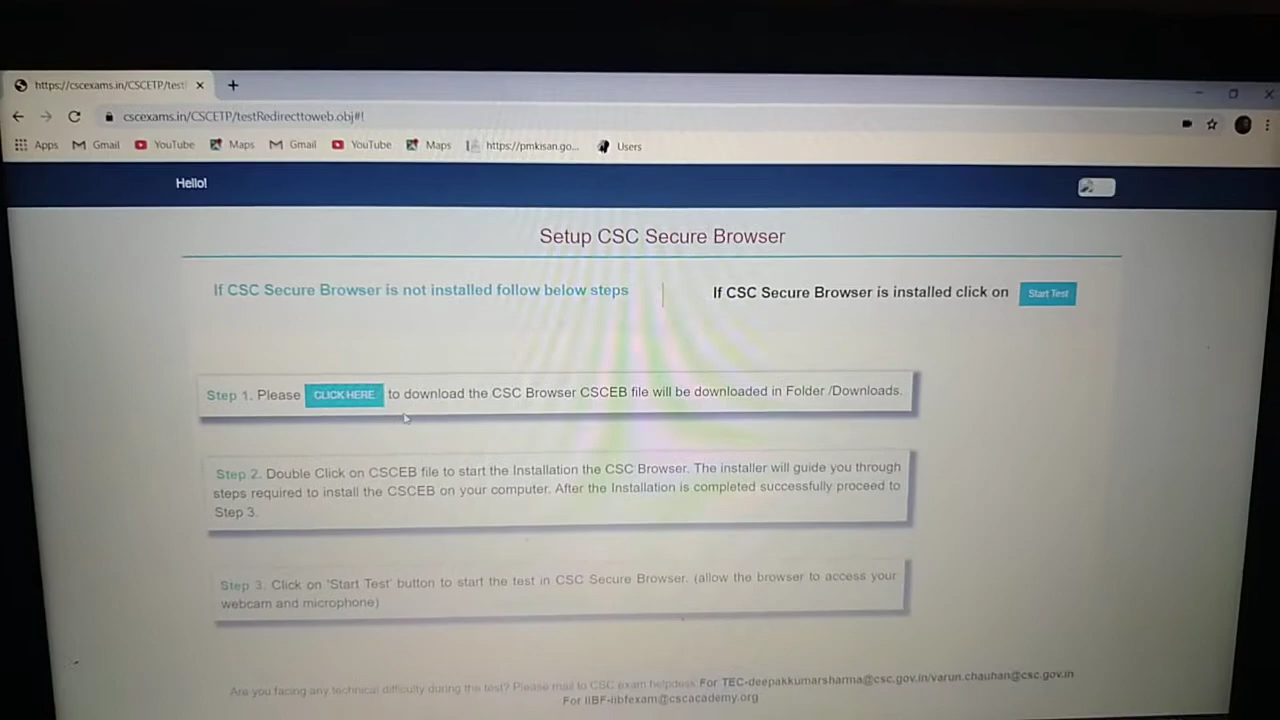 https://cscexams.in/CSCETP/test
cscexams.in/CSCETP/testRedirecttoweb.obj#!
Apps Gmail YouTube Maps Gmail YouTube Maps https://pmkisan.go... Users
Hello!
Setup CSC Secure Browser
If CSC Secure Browser is not installed follow below steps
If CSC Secure Browser is installed click on Start Test
Step 1. Please CLICK HERE to download the CSC Browser CSCEB file will be downloaded in Folder /Downloads.
Step 2. Double Click on CSCEB file to start the Installation the CSC Browser. The installer will guide you through
steps required to install the CSCEB on your computer. After the Installation is completed successfully proceed to
Step 3.
Step 3. Click on 'Start Test' button to start the test in CSC Secure Browser. (allow the browser to access your
webcam and microphone)
Are you facing any technical difficulty during the test? Please mail to CSC exam helpdesk For TEC-deepakkumarsharma@csc.gov.in/varun.chauhan@csc.gov.in
For IIBF-iibfexam@cscacademy.org